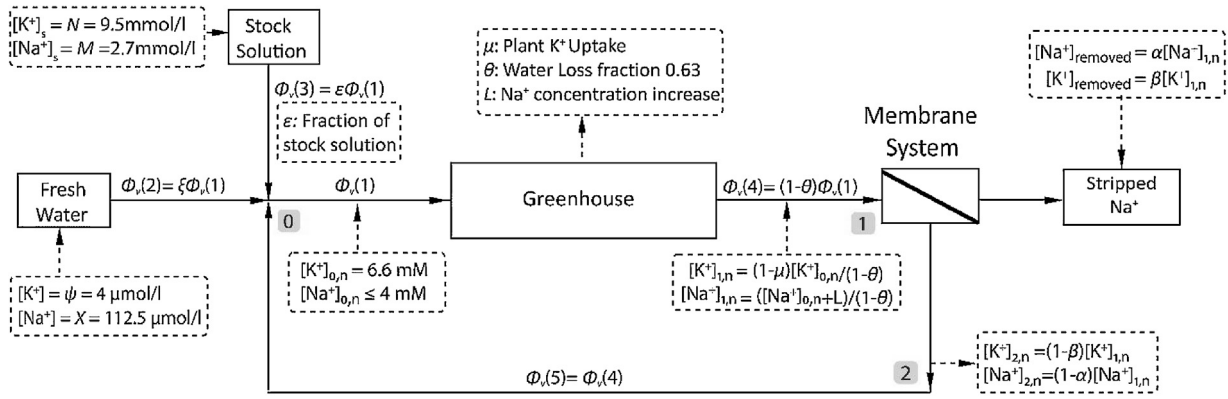 [K⁺]ₛ = N = 9.5mmol/l
[Na⁺]ₛ = M = 2.7mmol/l
Stock
Solution
Φᵥ(3) = εΦᵥ(1)
ε: Fraction of
stock solution
μ: Plant K⁺ Uptake
θ: Water Loss fraction 0.63
L: Na⁺ concentration increase
[Na⁺]removed = α[Na⁺]₁,ₙ
[K⁺]removed = β[K⁺]₁,ₙ
Membrane
System
Fresh
Water
Φᵥ(2) = ξΦᵥ(1)
0
Φᵥ(1)
Greenhouse
Φᵥ(4) = (1-θ)Φᵥ(1)
1
Stripped
Na⁺
[K⁺] = ψ = 4 μmol/l
[Na⁺] = X = 112.5 μmol/l
[K⁺]₀,ₙ = 6.6 mM
[Na⁺]₀,ₙ ≤ 4 mM
[K⁺]₁,ₙ = (1-μ)[K⁺]₀,ₙ/(1-θ)
[Na⁺]₁,ₙ = ([Na⁺]₀,ₙ+L)/(1-θ)
Φᵥ(5) = Φᵥ(4)
2
[K⁺]₂,ₙ =(1-β)[K⁺]₁,ₙ
[Na⁺]₂,ₙ=(1-α)[Na⁺]₁,ₙ